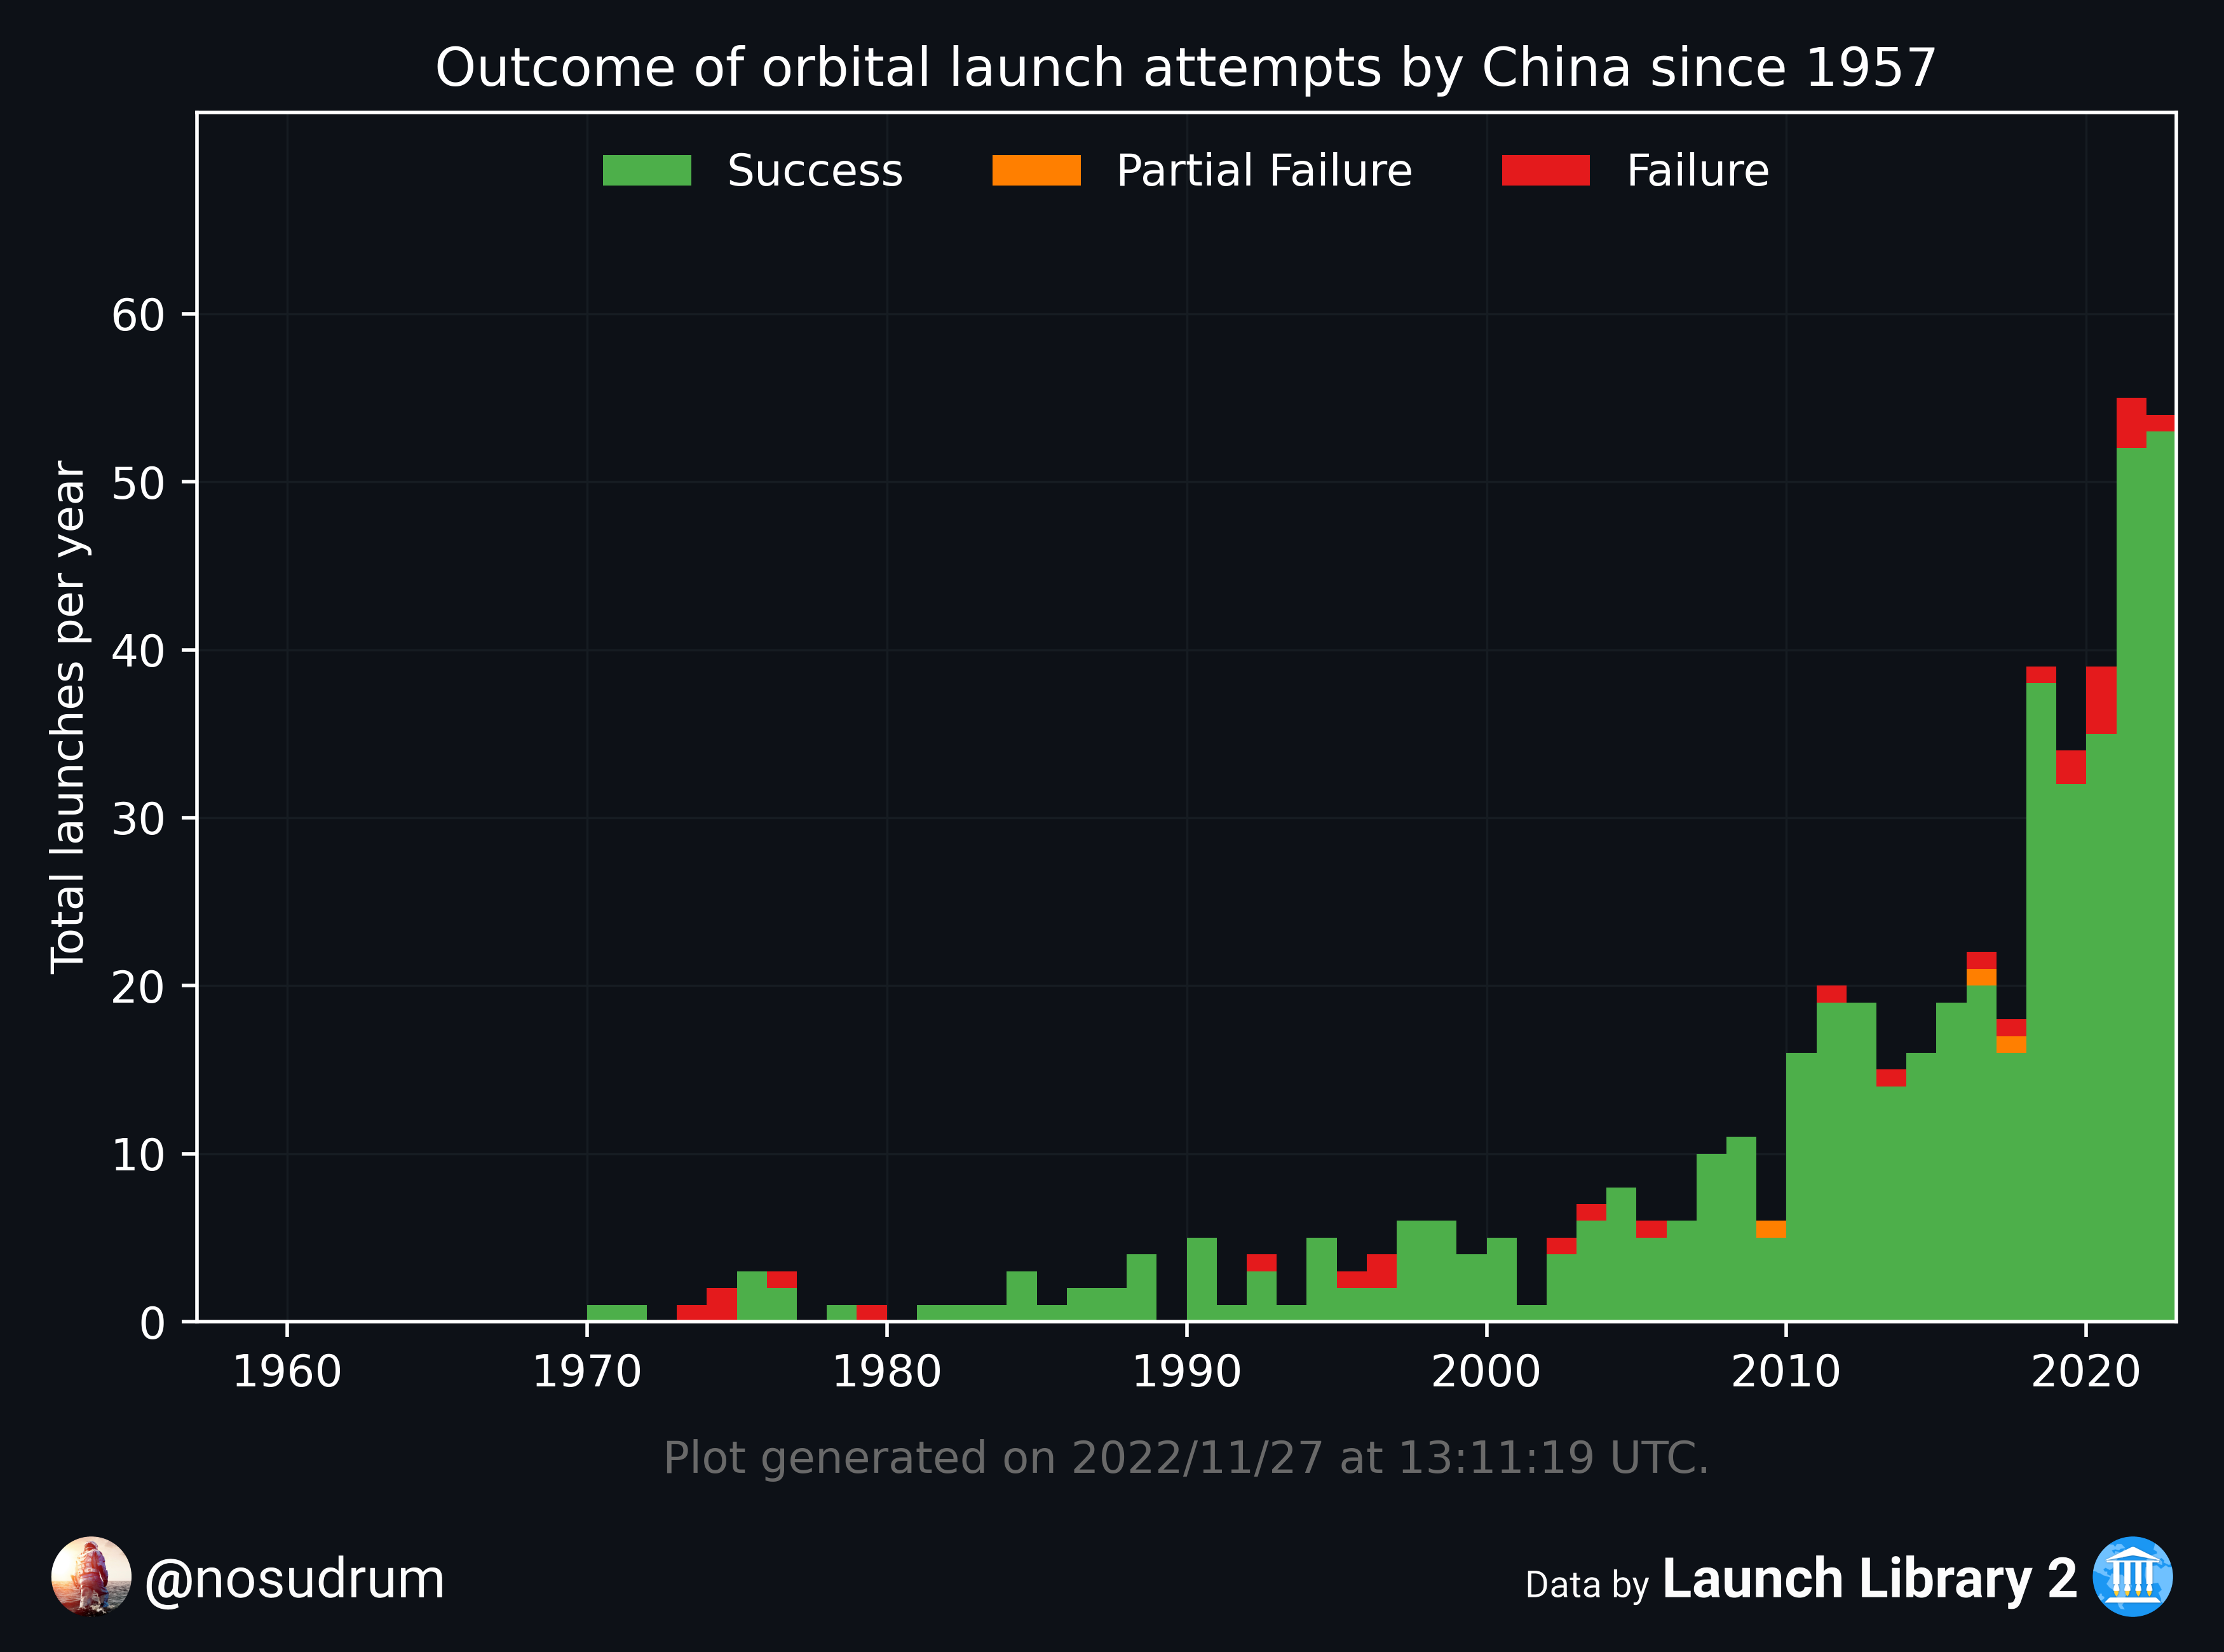 Outcome of orbital launch attempts by China since 1957
Success Partial Failure Failure
Total launches per year
60
50
40
30
20
10
0
1960 1970 1980 1990 2000 2010 2020
Plot generated on 2022/11/27 at 13:11:19 UTC.
@nosudrum
Data by Launch Library 2